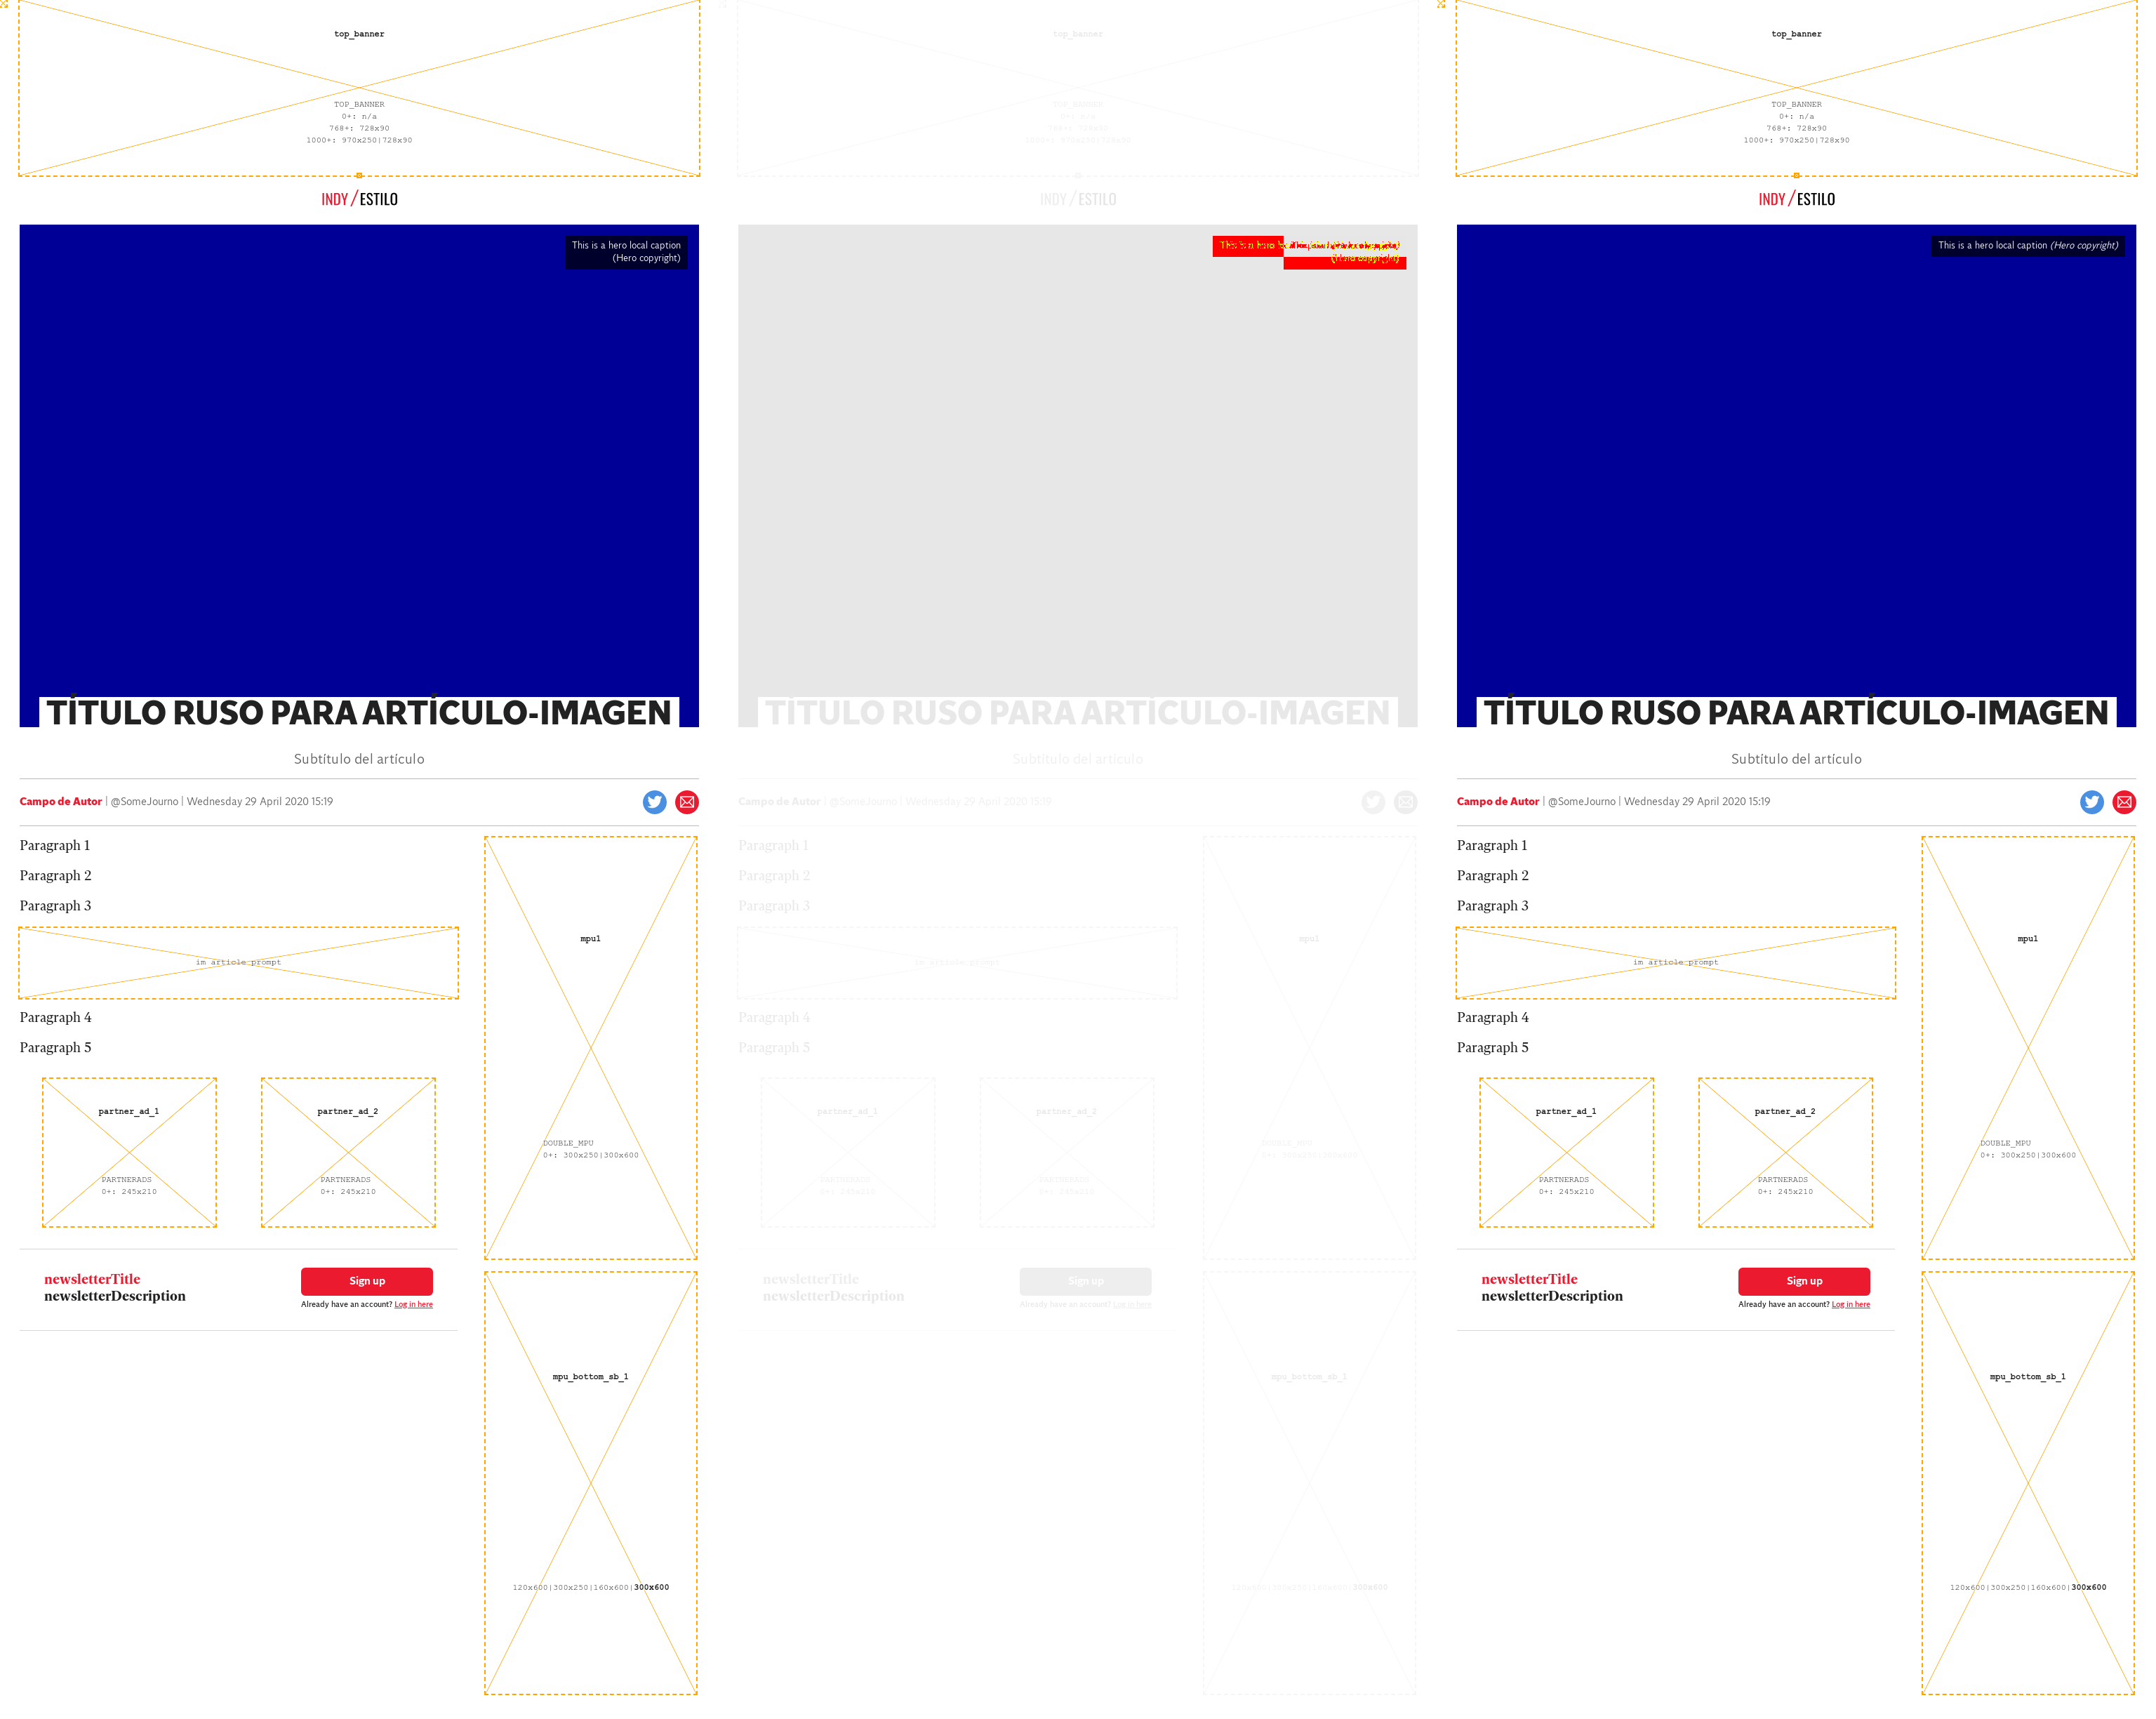 top_banner
TOP_BANNER
0+: n/a
768+: 728x90
1000+: 970x250|728x90
INDY/ESTILO
This is a hero local caption
(Hero copyright)
TÍTULO RUSO PARA ARTÍCULO-IMAGEN
Subtítulo del artículo
Campo de Autor | @SomeJourno | Wednesday 29 April 2020 15:19
Paragraph 1
Paragraph 2
Paragraph 3
im article prompt
Paragraph 4
Paragraph 5
partner_ad_1
PARTNERADS
0+: 245x210
partner_ad_2
PARTNERADS
0+: 245x210
newsletterTitle
newsletterDescription
Sign up
Already have an account? Log in here
mpu1
DOUBLE_MPU
0+: 300x250|300x600
mpu_bottom_sb_1
120x600|300x250|160x600|300x600
top_banner
TOP_BANNER
0+: n/a
768+: 728x90
1000+: 970x250|728x90
INDY/ESTILO
This is a hero
(Hero copyright)
TÍTULO RUSO PARA ARTÍCULO-IMAGEN
Subtítulo del artículo
Campo de Autor | @SomeJourno | Wednesday 29 April 2020 15:19
Paragraph 1
Paragraph 2
Paragraph 3
im article prompt
Paragraph 4
Paragraph 5
partner_ad_1
PARTNERADS
0+: 245x210
partner_ad_2
PARTNERADS
0+: 245x210
newsletterTitle
newsletterDescription
Sign up
Already have an account? Log in here
mpu1
DOUBLE_MPU
0+: 300x250|300x600
mpu_bottom_sb_1
120x600|300x250|160x600|300x600
top_banner
TOP_BANNER
0+: n/a
768+: 728x90
1000+: 970x250|728x90
INDY/ESTILO
This is a hero local caption (Hero copyright)
TÍTULO RUSO PARA ARTÍCULO-IMAGEN
Subtítulo del artículo
Campo de Autor | @SomeJourno | Wednesday 29 April 2020 15:19
Paragraph 1
Paragraph 2
Paragraph 3
im article prompt
Paragraph 4
Paragraph 5
partner_ad_1
PARTNERADS
0+: 245x210
partner_ad_2
PARTNERADS
0+: 245x210
newsletterTitle
newsletterDescription
Sign up
Already have an account? Log in here
mpu1
DOUBLE_MPU
0+: 300x250|300x600
mpu_bottom_sb_1
120x600|300x250|160x600|300x600